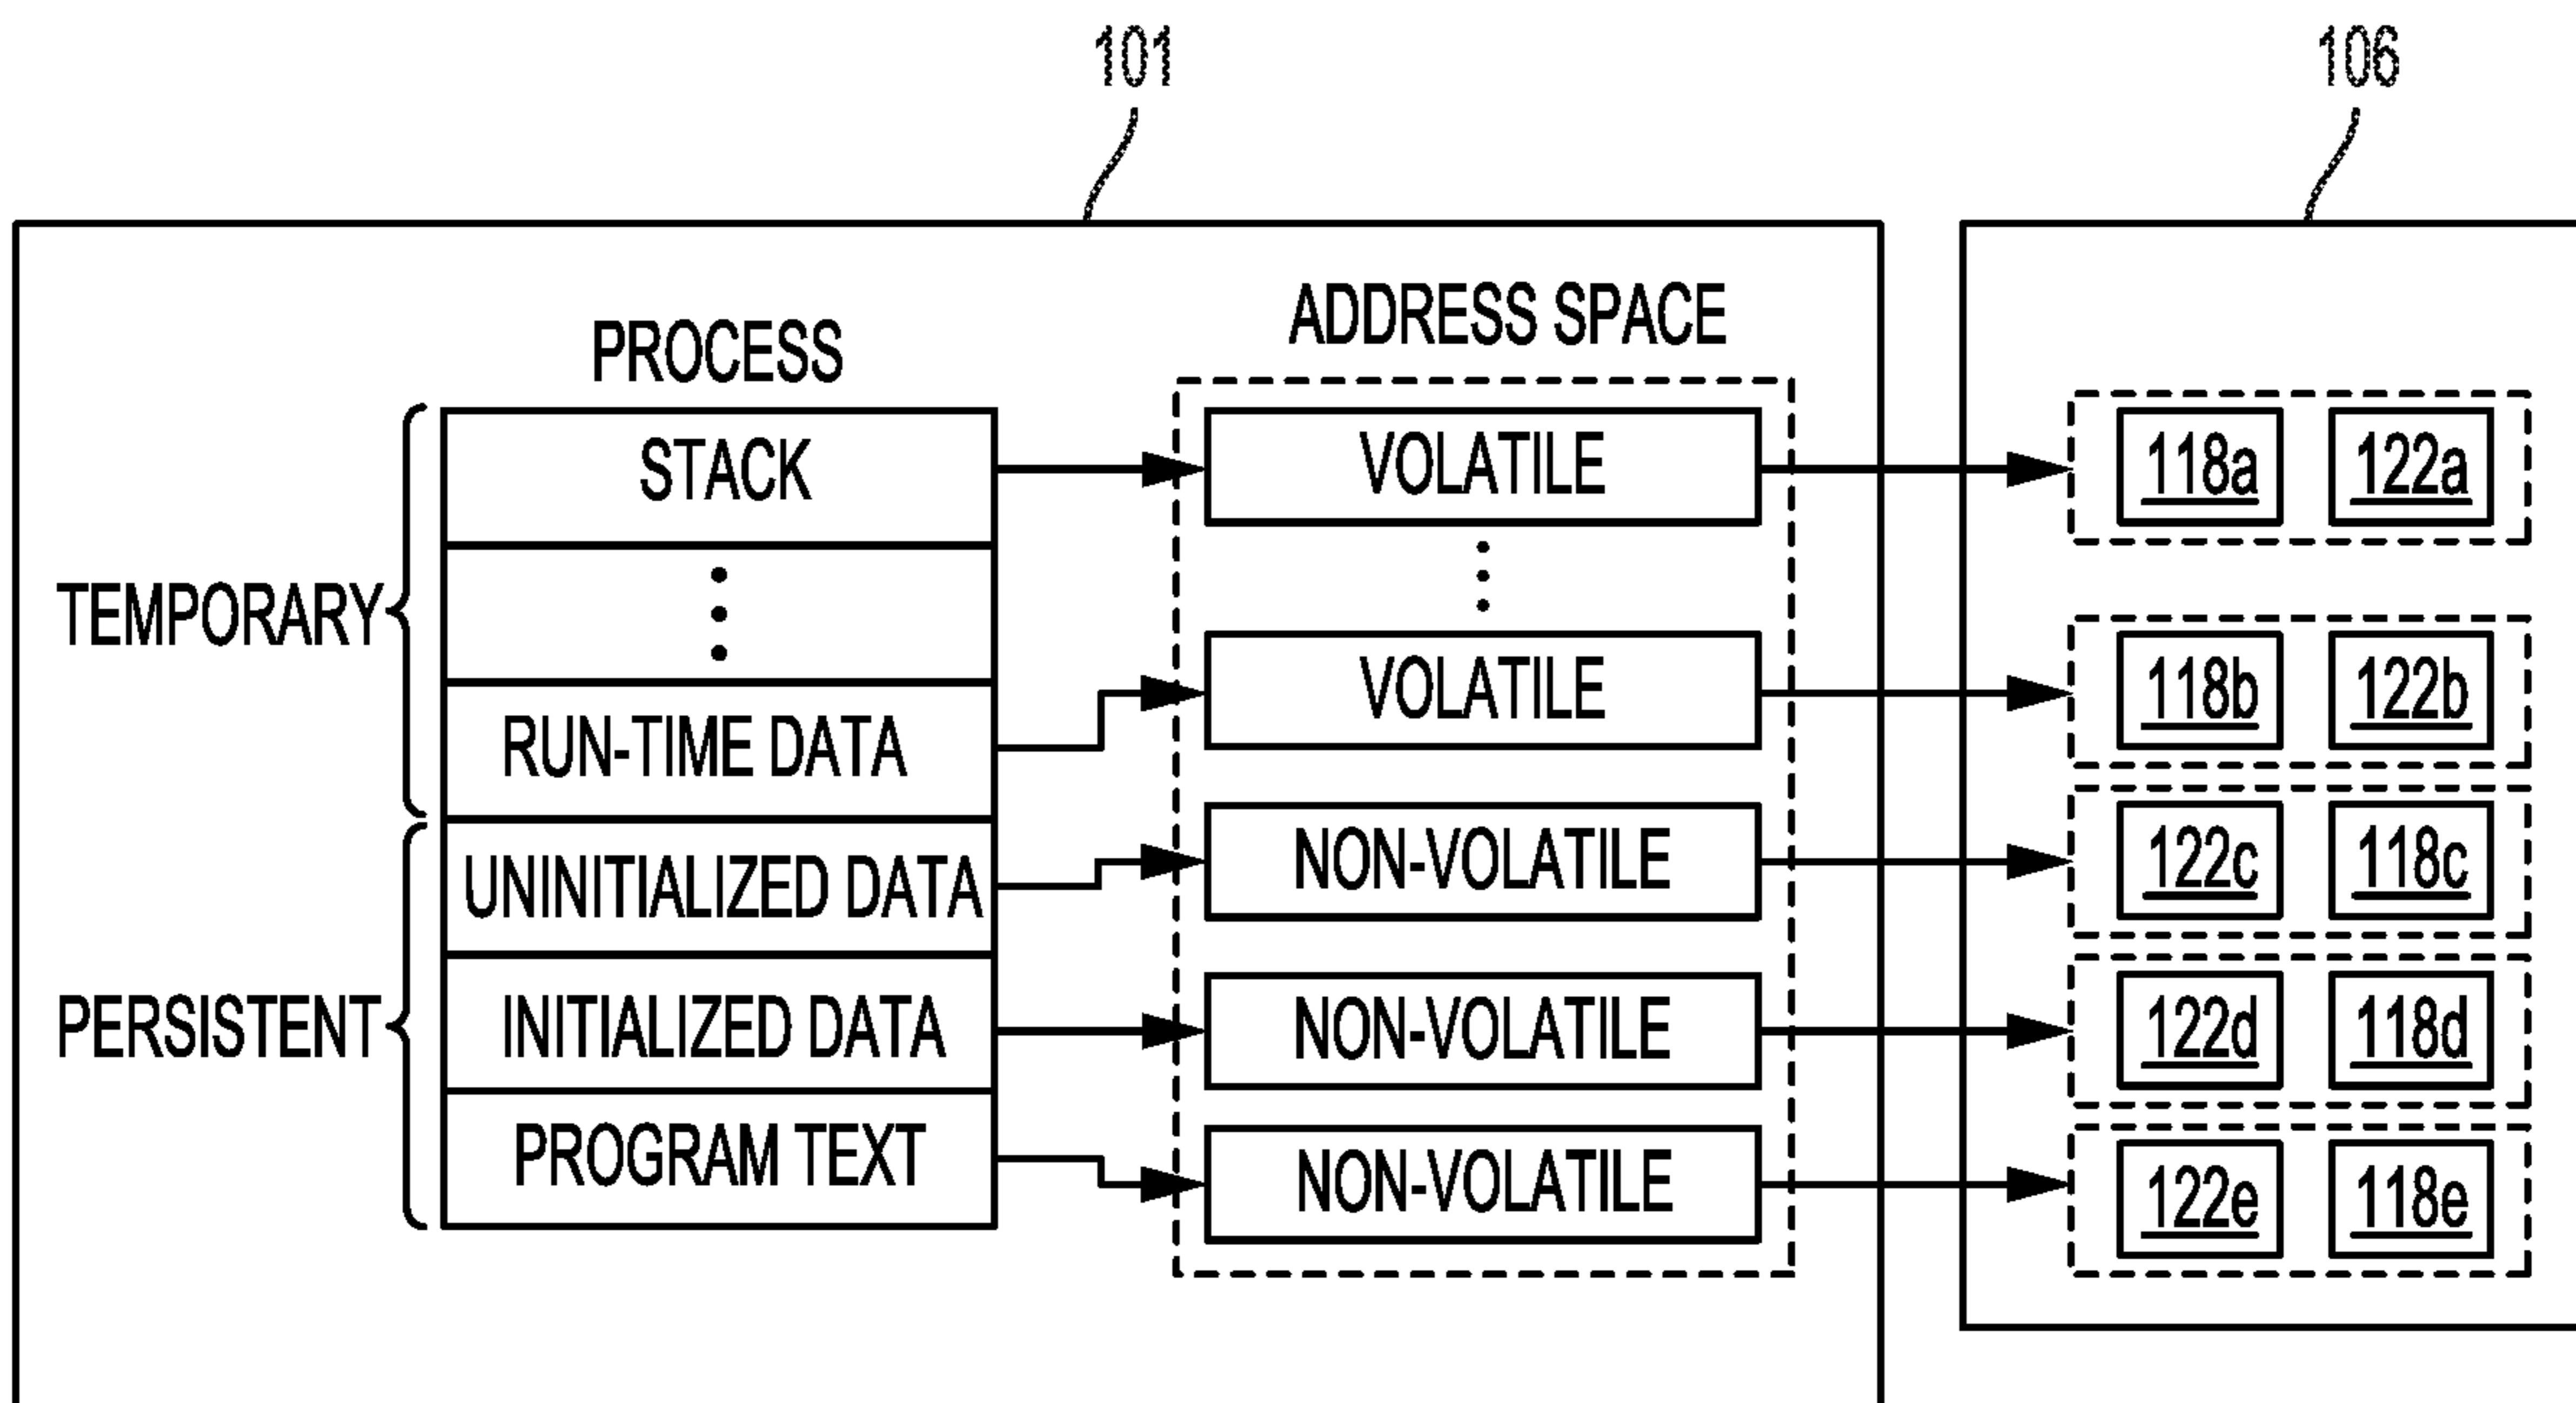 101
106
PROCESS
ADDRESS SPACE
TEMPORARY
STACK
VOLATILE
118a 122a
RUN-TIME DATA
VOLATILE
118b 122b
PERSISTENT
UNINITIALIZED DATA
NON-VOLATILE
122c 118c
INITIALIZED DATA
NON-VOLATILE
122d 118d
PROGRAM TEXT
NON-VOLATILE
122e 118e